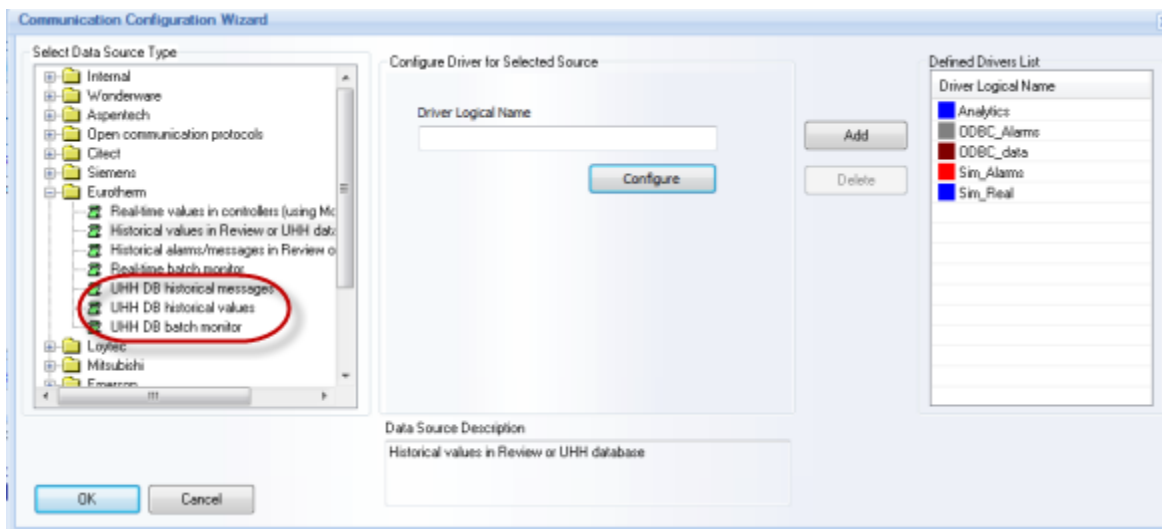 Communication Configuration Wizard
Select Data Source Type
Internal
Wonderware
Aspentech
Open communication protocols
Citect
Siemens
Eurotherm
Real-time values in controllers (using Mo
Historical values in Review or UHH data
Historical alarms/messages in Review o
Real-time batch monitor
UHH DB historical messages
UHH DB historical values
UHH DB batch monitor
Loytec
Mitsubishi
Emerson
OK
Cancel
Configure Driver for Selected Source
Driver Logical Name
Configure
Add
Delete
Data Source Description
Historical values in Review or UHH database
Defined Drivers List
Driver Logical Name
Analytics
ODBC_Alarms
ODBC_data
Sim_Alarms
Sim_Real